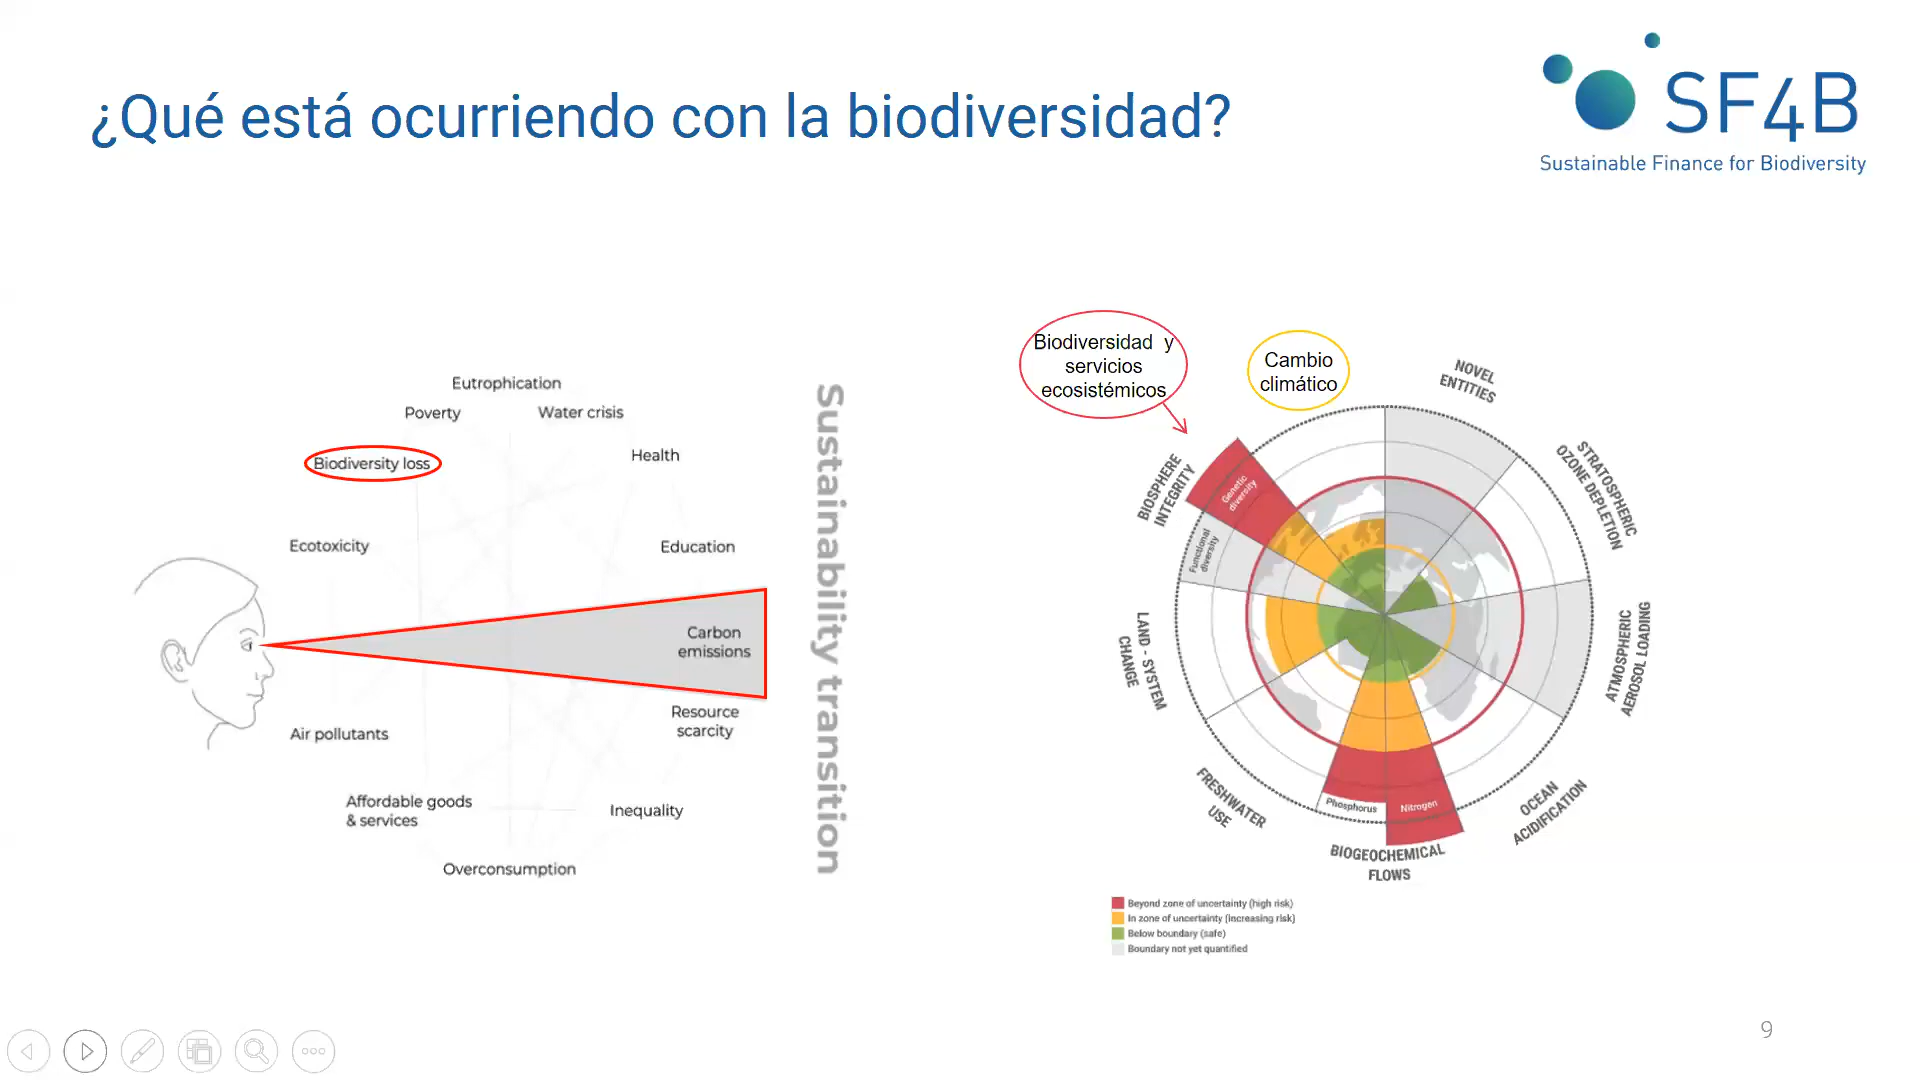 ¿Qué está ocurriendo con la biodiversidad?
SF4B
Sustainable Finance for Biodiversity
Eutrophication
Poverty
Water crisis
Biodiversity loss
Health
Ecotoxicity
Education
Carbon
emissions
Resource
scarcity
Air pollutants
Affordable goods
& services
Inequality
Overconsumption
Sustainability transition
Biodiversidad y
servicios
ecosistémicos
Cambio
climático
NOVEL
ENTITIES
STRATOSPHERIC
OZONE DEPLETION
ATMOSPHERIC
AEROSOL LOADING
OCEAN
ACIDIFICATION
BIOGEOCHEMICAL
FLOWS
Phosphorus
Nitrogen
FRESHWATER
USE
LAND - SYSTEM
CHANGE
BIOSPHERE
INTEGRITY
Genetic
diversity
Functional
diversity
Beyond zone of uncertainty (high risk)
In zone of uncertainty (increasing risk)
Below boundary (safe)
Boundary not yet quantified
9